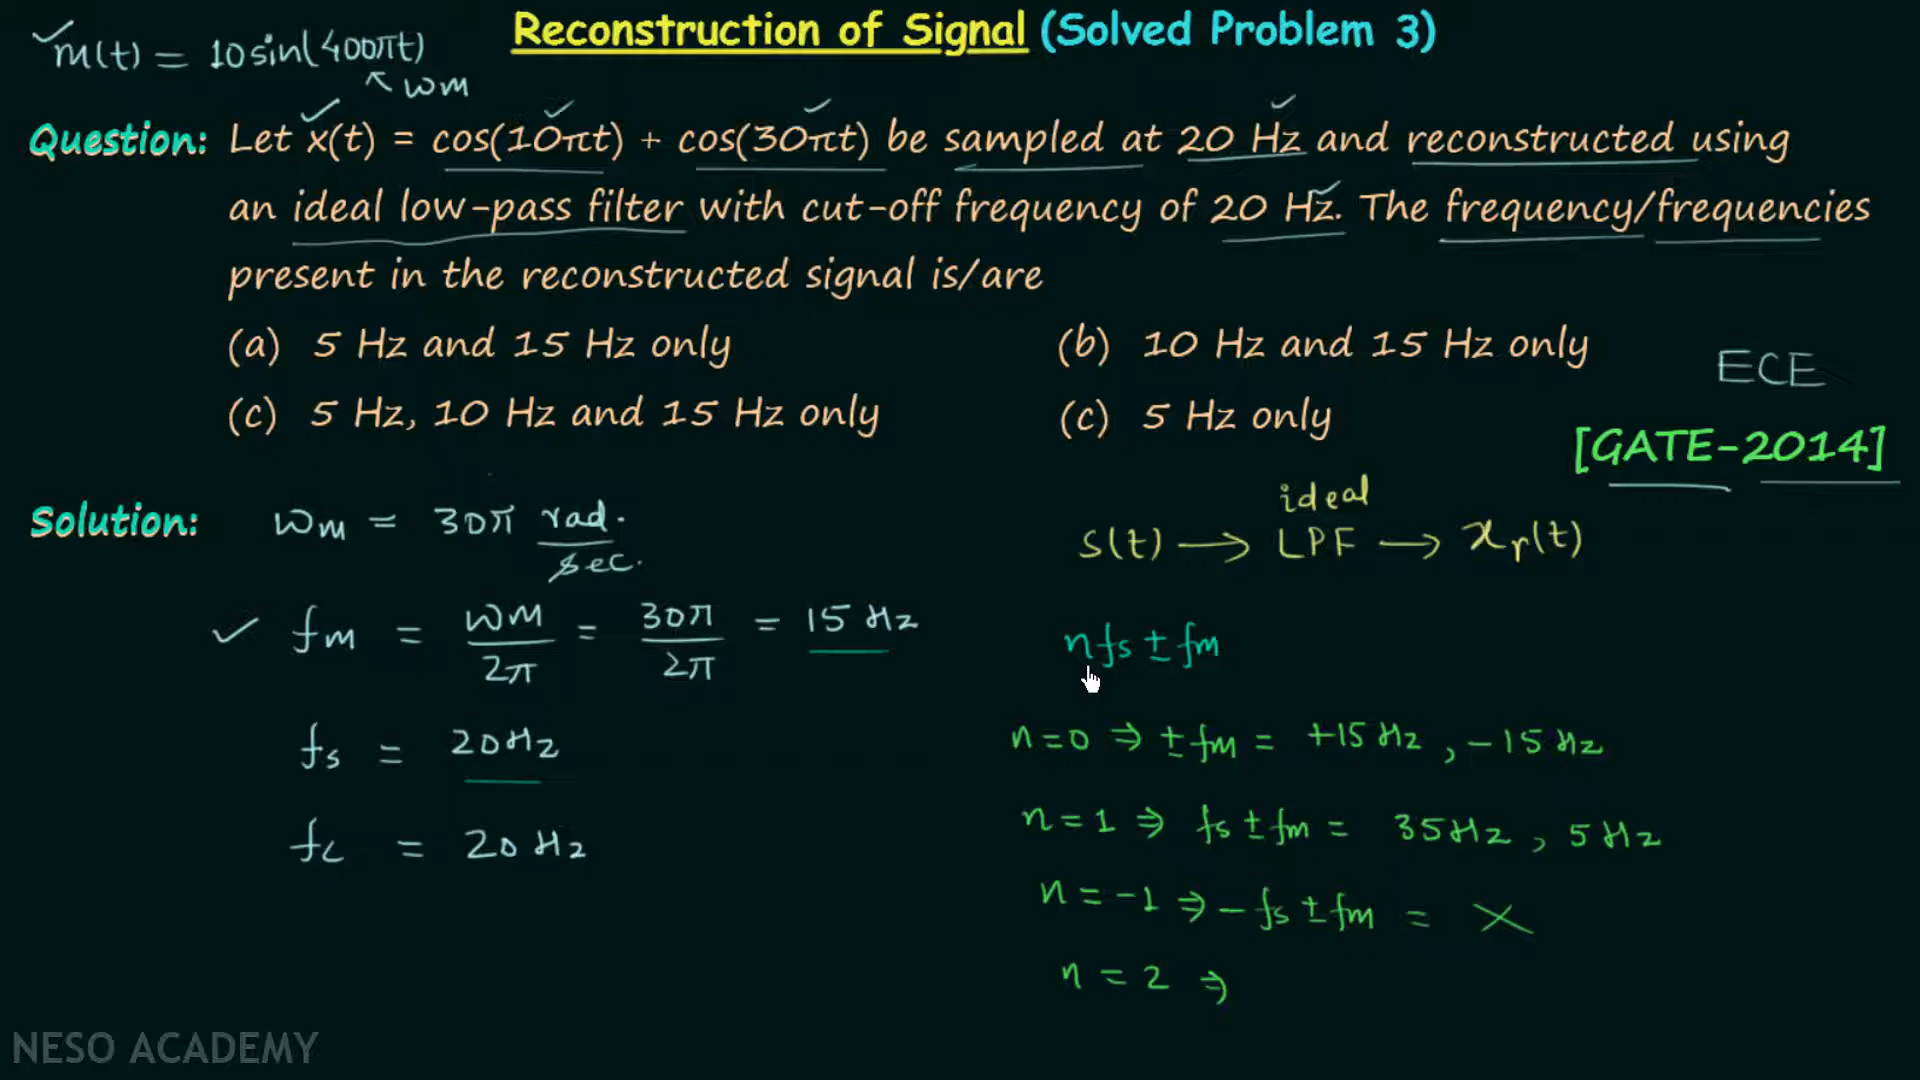 Reconstruction of Signal (Solved Problem 3)
✓m(t) = 10sin(400πt)
↖ωm
Question: Let x(t) = cos(10πt) + cos(30πt) be sampled at 20 Hz and reconstructed using
an ideal low-pass filter with cut-off frequency of 20 Hz. The frequency/frequencies
present in the reconstructed signal is/are
(a) 5 Hz and 15 Hz only
(b) 10 Hz and 15 Hz only
(c) 5 Hz, 10 Hz and 15 Hz only
(c) 5 Hz only
ECE
[GATE-2014]
Solution: ωm = 30π rad./sec.
✓ fm = ωm/2π = 30π/2π = 15 Hz
fs = 20Hz
fc = 20 Hz
ideal
s(t) → LPF → xr(t)
nfs ± fm
n=0 ⇒ ±fm = +15 Hz, -15 Hz
n=1 ⇒ fs ± fm = 35Hz, 5 Hz
n=-1 ⇒ -fs ± fm = ×
n=2 ⇒
NESO ACADEMY